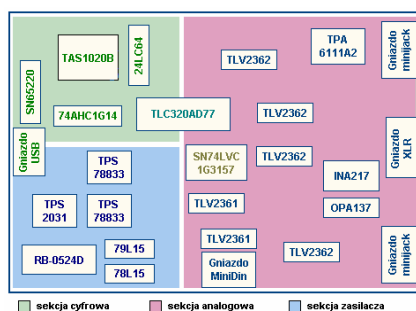 TAS1020B
24LC64
SN65220
74AHC1G14
TLC320AD77
Gniazdo
USB
TLV2362
TPA
6111A2
Gniazdo
minijack
TLV2362
SN74LVC
1G3157
TLV2362
Gniazdo
XLR
INA217
TPS
78833
TPS
2031
TPS
78833
TLV2361
OPA137
RB-0524D
79L15
78L15
TLV2361
Gniazdo
MiniDin
TLV2362
Gniazdo
minijack
sekcja cyfrowa
sekcja analogowa
sekcja zasilacza